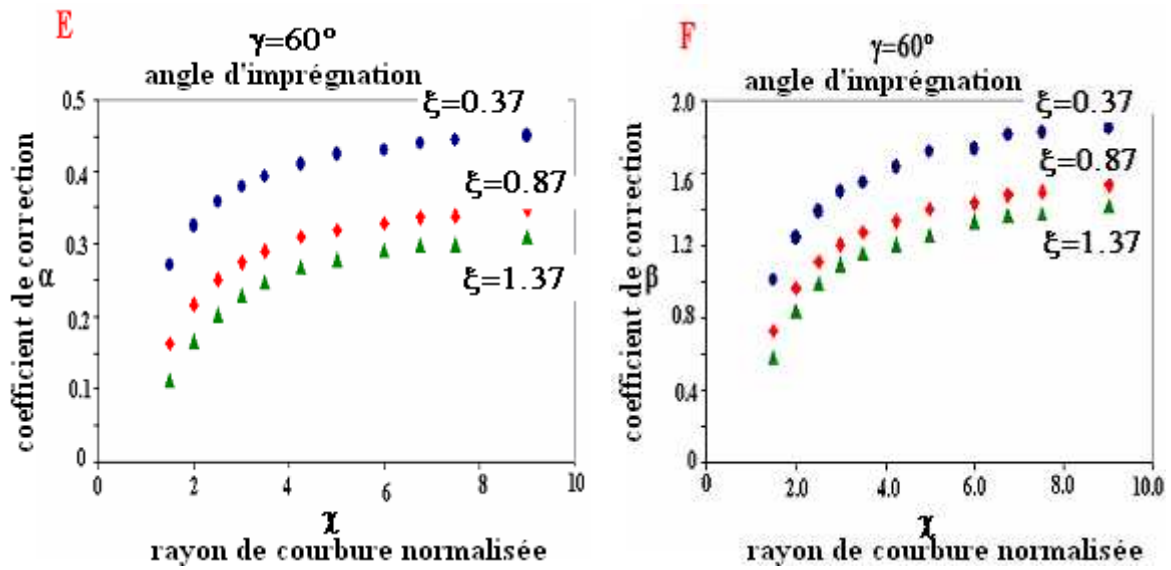 E
γ=60°
angle d'imprégnation
ξ=0.37
ξ=0.87
ξ=1.37
coefficient de correction
α
0.5
0.4
0.3
0.2
0.1
0
0 2 4 6 8 10
χ
rayon de courbure normalisée
F
γ=60°
angle d'imprégnation
ξ=0.37
ξ=0.87
ξ=1.37
coefficient de correction
β
2.0
1.6
1.2
0.8
0.4
0
0 2.0 4.0 6.0 8.0 10.0
χ
rayon de courbure normalisée